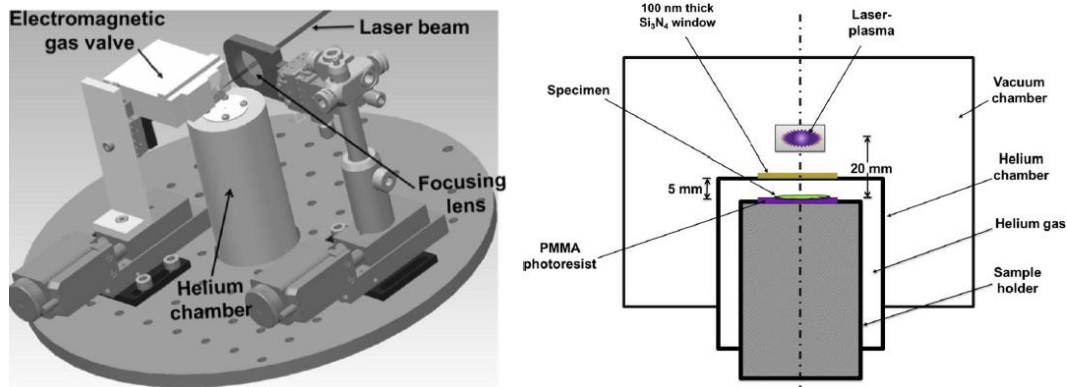 Electromagnetic
gas valve
Laser beam
Focusing
lens
Helium
chamber
100 nm thick
Si₃N₄ window
Laser-
plasma
Specimen
Vacuum
chamber
20 mm
5 mm
Helium
chamber
Helium gas
PMMA
photoresist
Sample
holder